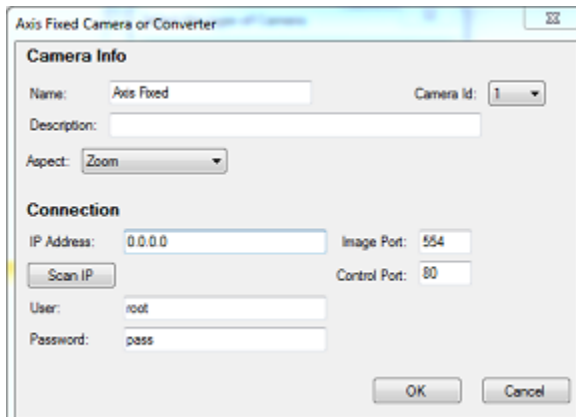 Axis Fixed Camera or Converter
Camera Info
Name: Axis Fixed Camera Id: 1
Description:
Aspect: Zoom
Connection
IP Address: 0.0.0.0 Image Port: 554
Scan IP Control Port: 80
User: root
Password: pass
OK Cancel